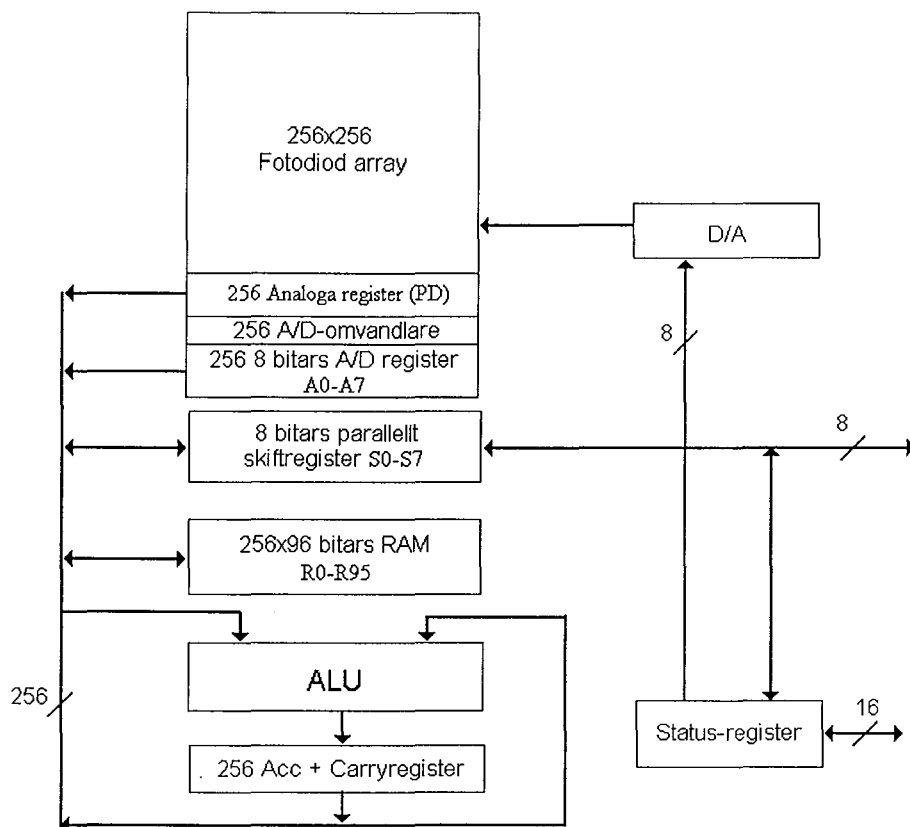 256x256
Fotodiod array
D/A
256 Analoga register (PD)
256 A/D-omvandlare
256 8 bitars A/D register
A0-A7
8
8 bitars parallellt
skiftregister S0-S7
8
256x96 bitars RAM
R0-R95
ALU
256
Status-register
16
256 Acc + Carryregister